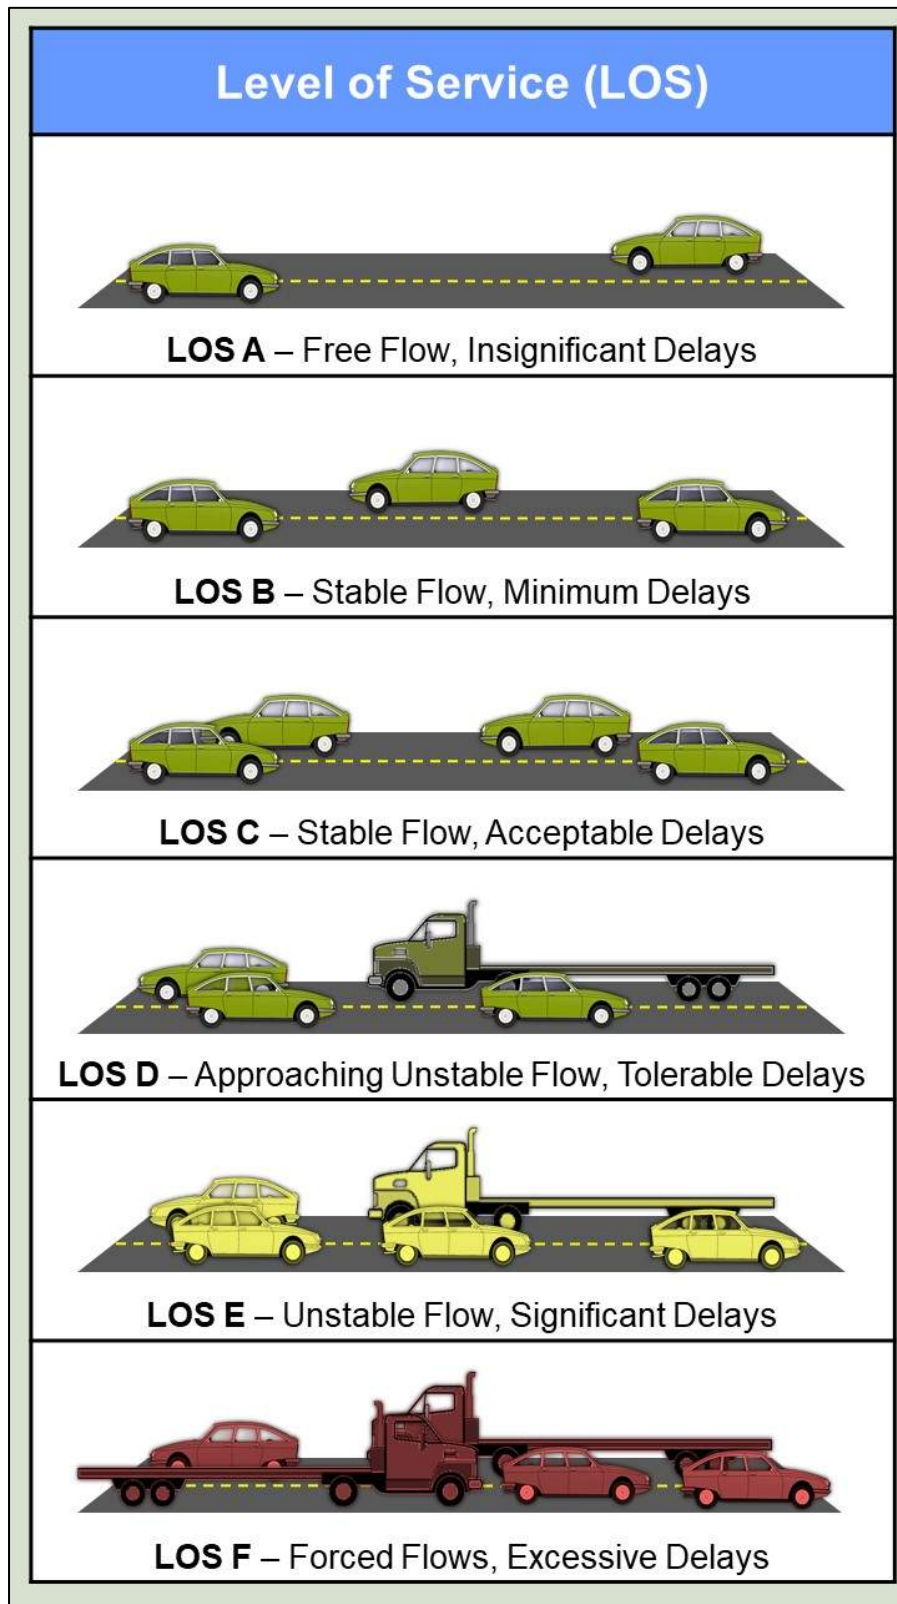 Level of Service (LOS)
LOS A – Free Flow, Insignificant Delays
LOS B – Stable Flow, Minimum Delays
LOS C – Stable Flow, Acceptable Delays
LOS D – Approaching Unstable Flow, Tolerable Delays
LOS E – Unstable Flow, Significant Delays
LOS F – Forced Flows, Excessive Delays